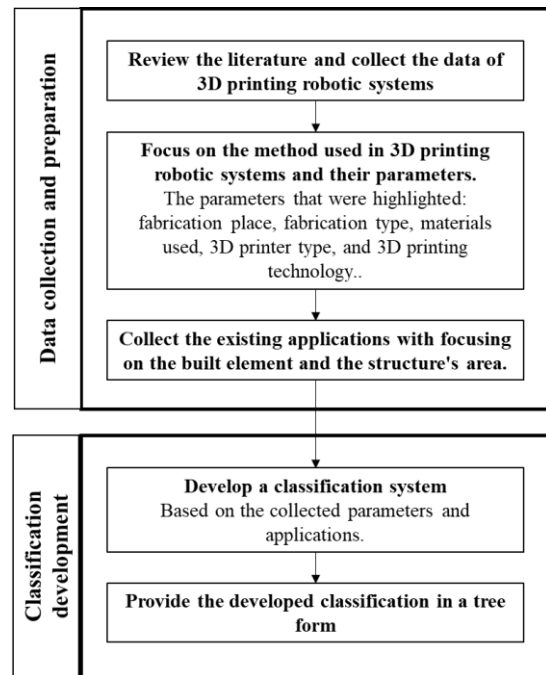 Data collection and preparation
Review the literature and collect the data of
3D printing robotic systems
Focus on the method used in 3D printing
robotic systems and their parameters.
The parameters that were highlighted:
fabrication place, fabrication type, materials
used, 3D printer type, and 3D printing
technology..
Collect the existing applications with focusing
on the built element and the structure's area.
Classification
development
Develop a classification system
Based on the collected parameters and
applications.
Provide the developed classification in a tree
form